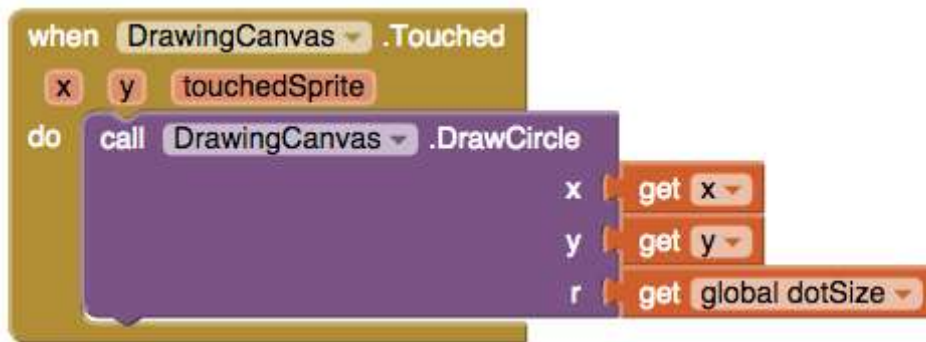 when DrawingCanvas .Touched
x y touchedSprite
do call DrawingCanvas .DrawCircle
x get x
y get y
r get global dotSize